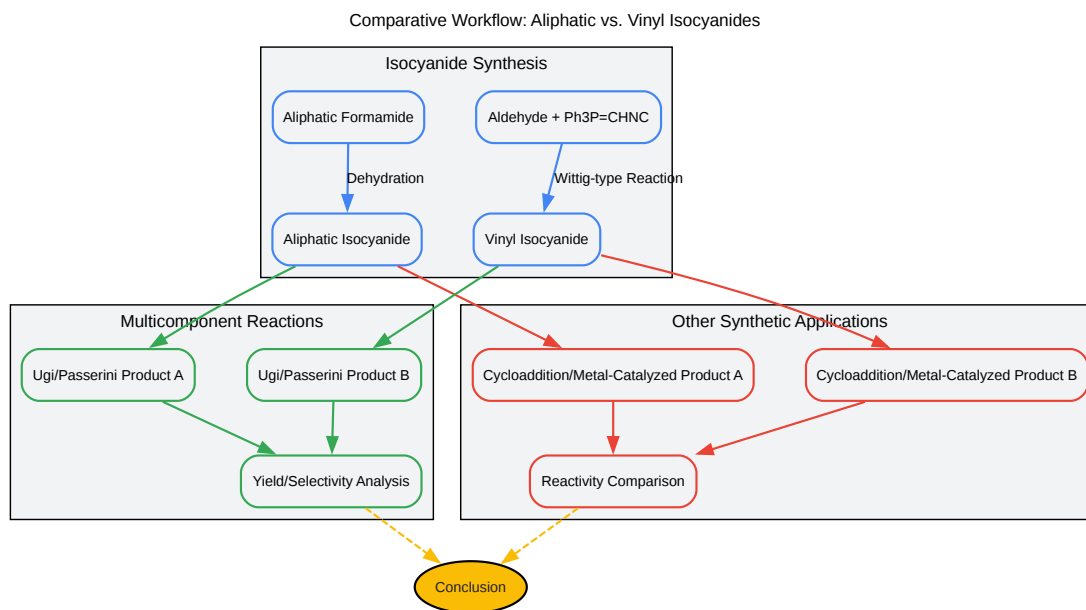 Comparative Workflow: Aliphatic vs. Vinyl Isocyanides
Isocyanide Synthesis
Aliphatic Formamide
Aldehyde + Ph3P=CHNC
Dehydration
Wittig-type Reaction
Aliphatic Isocyanide
Vinyl Isocyanide
Multicomponent Reactions
Other Synthetic Applications
Ugi/Passerini Product A
Ugi/Passerini Product B
Cycloaddition/Metal-Catalyzed Product A
Cycloaddition/Metal-Catalyzed Product B
Yield/Selectivity Analysis
Reactivity Comparison
Conclusion